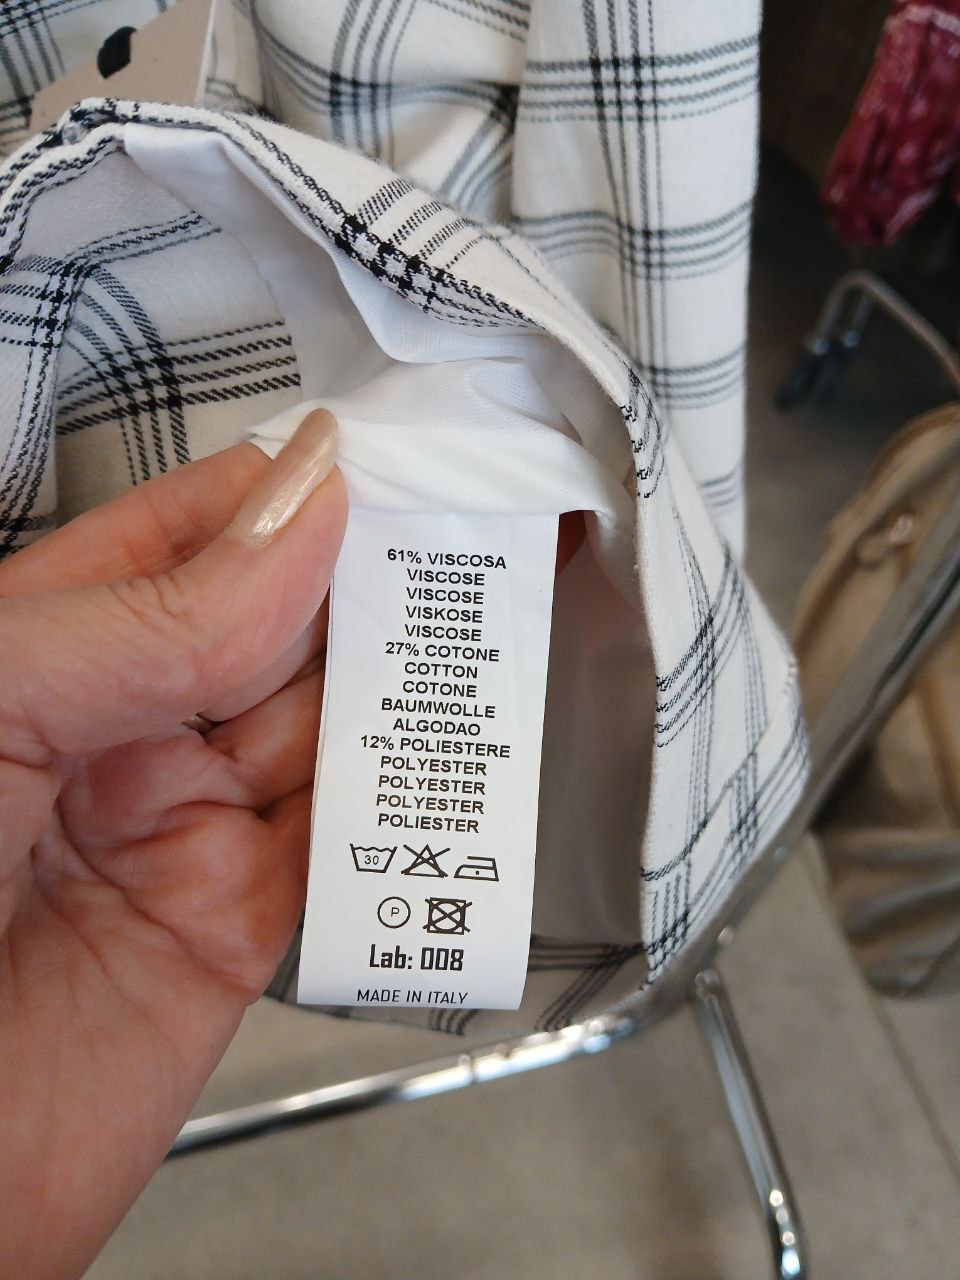 61% VISCOSA
VISCOSE
VISCOSE
VISKOSE
VISCOSE
27% COTONE
COTTON
COTONE
BAUMWOLLE
ALGODAO
12% POLIESTERE
POLYESTER
POLYESTER
POLYESTER
POLIESTER
30
P
Lab: 008
MADE IN ITALY